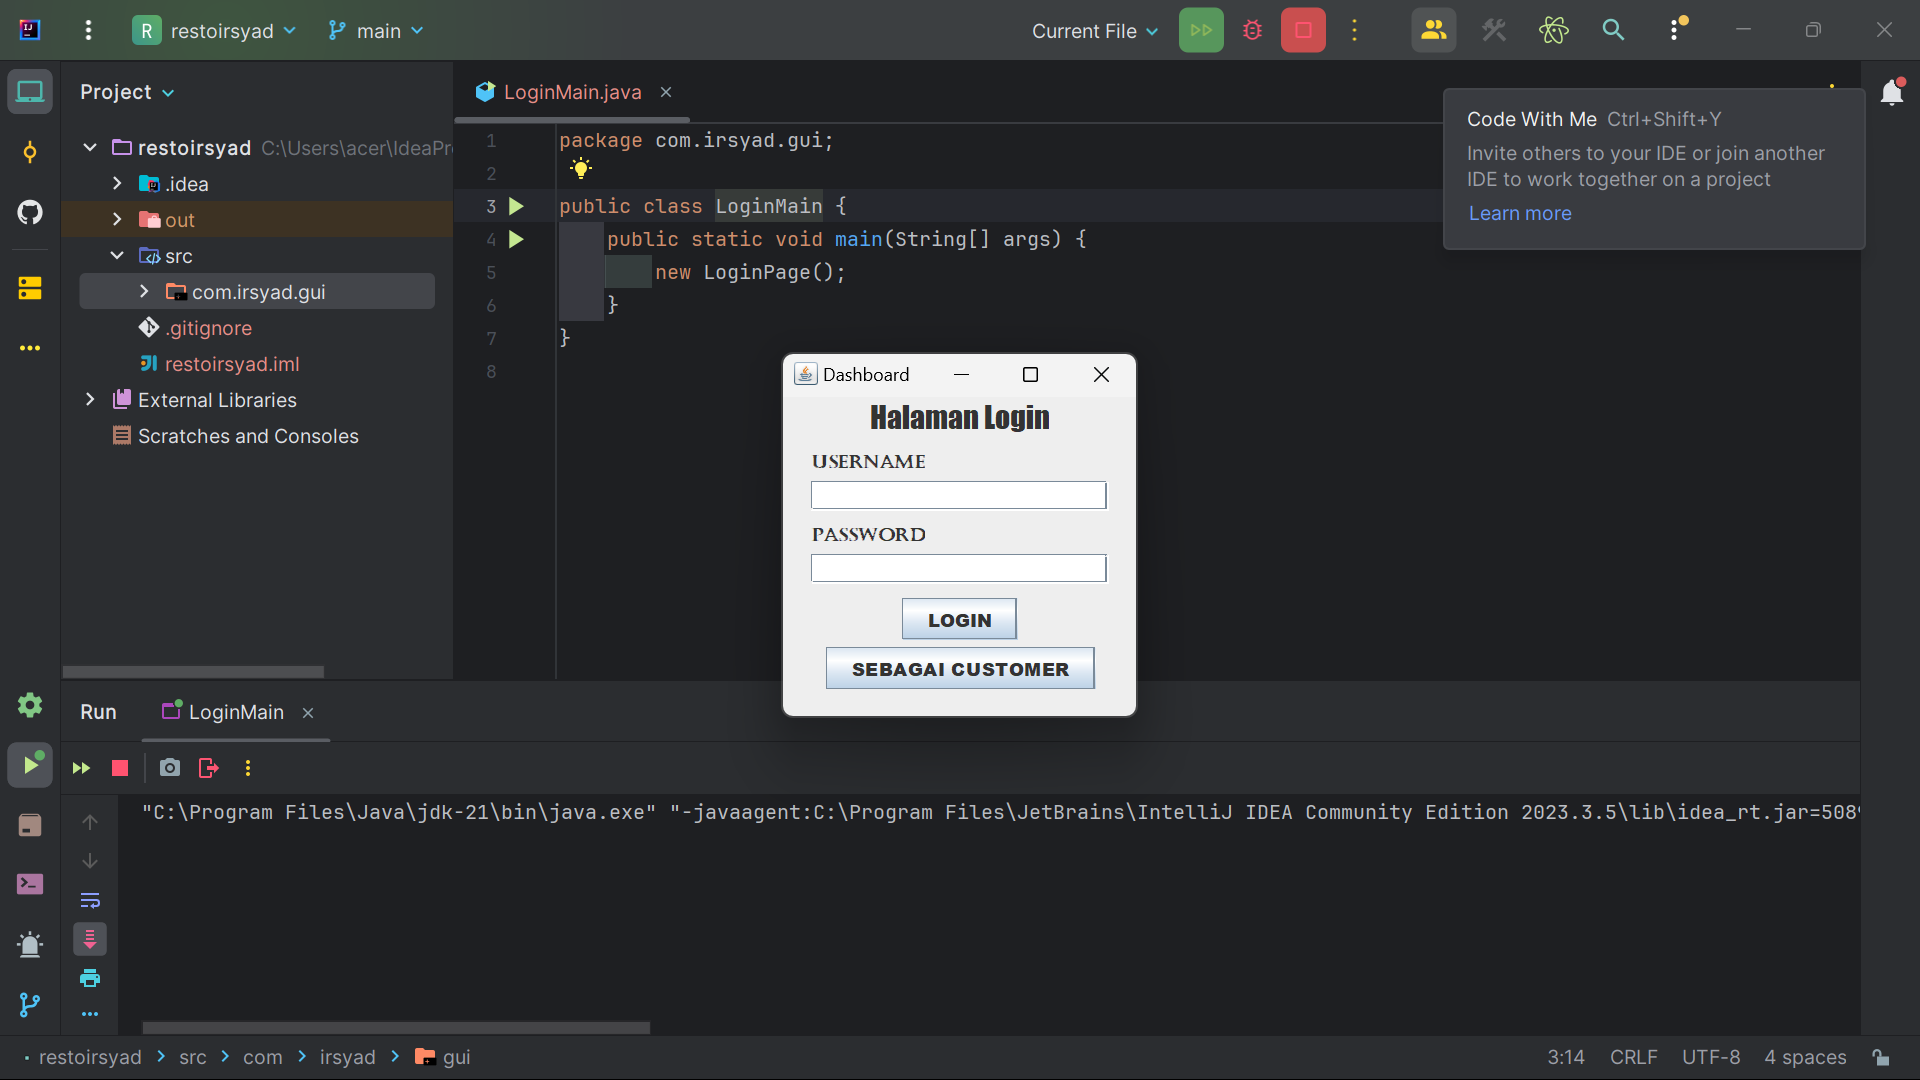 R restoirsyad main Current File
Project
restoirsyad C:\Users\acer\IdeaPr
.idea
out
src
com.irsyad.gui
.gitignore
restoirsyad.iml
External Libraries
Scratches and Consoles
LoginMain.java
1 package com.irsyad.gui;
2
3 public class LoginMain {
4 public static void main(String[] args) {
5 new LoginPage();
6 }
7 }
8
Code With Me Ctrl+Shift+Y
Invite others to your IDE or join another
IDE to work together on a project
Learn more
Dashboard
Halaman Login
USERNAME
PASSWORD
LOGIN
SEBAGAI CUSTOMER
Run LoginMain
"C:\Program Files\Java\jdk-21\bin\java.exe" "-javaagent:C:\Program Files\JetBrains\IntelliJ IDEA Community Edition 2023.3.5\lib\idea_rt.jar=508
restoirsyad src com irsyad gui 3:14 CRLF UTF-8 4 spaces